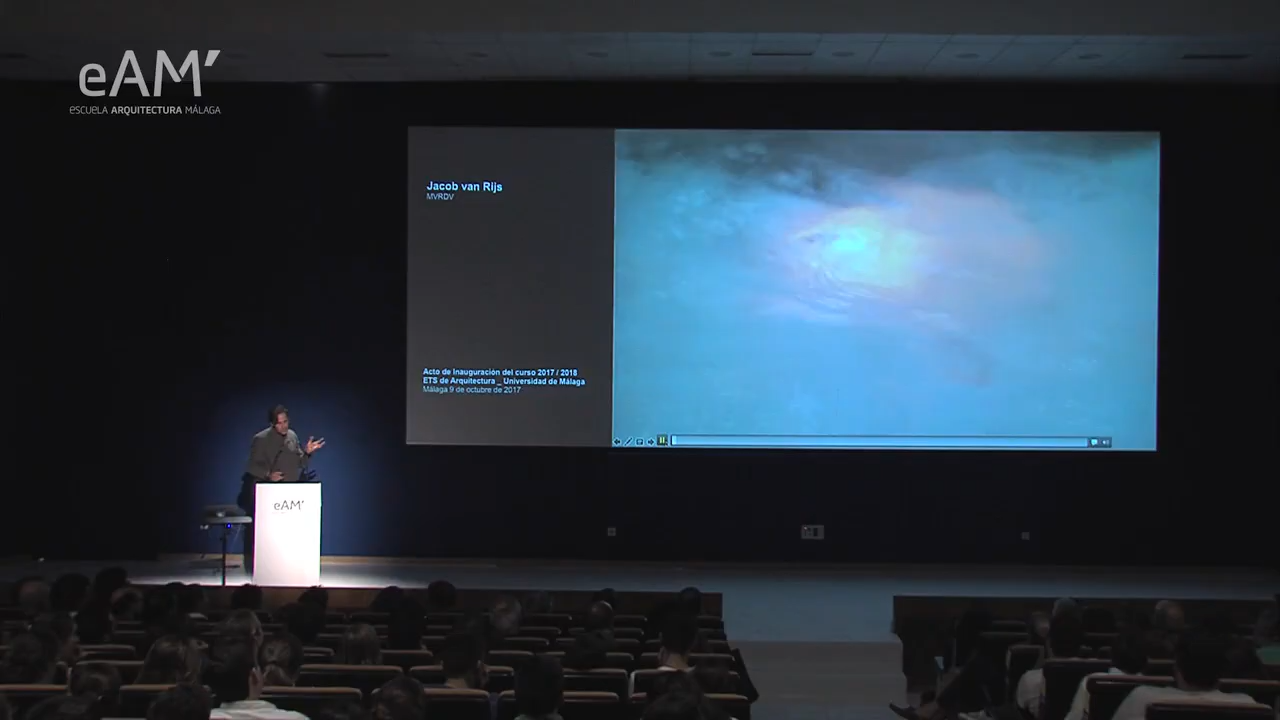 eAM'
escuela ARQUITECTURA MÁLAGA
Jacob van Rijs
MVRDV
Acto de Inauguración del curso 2017 / 2018
ETS de Arquitectura _ Universidad de Málaga
Málaga 9 de octubre de 2017
eAM'